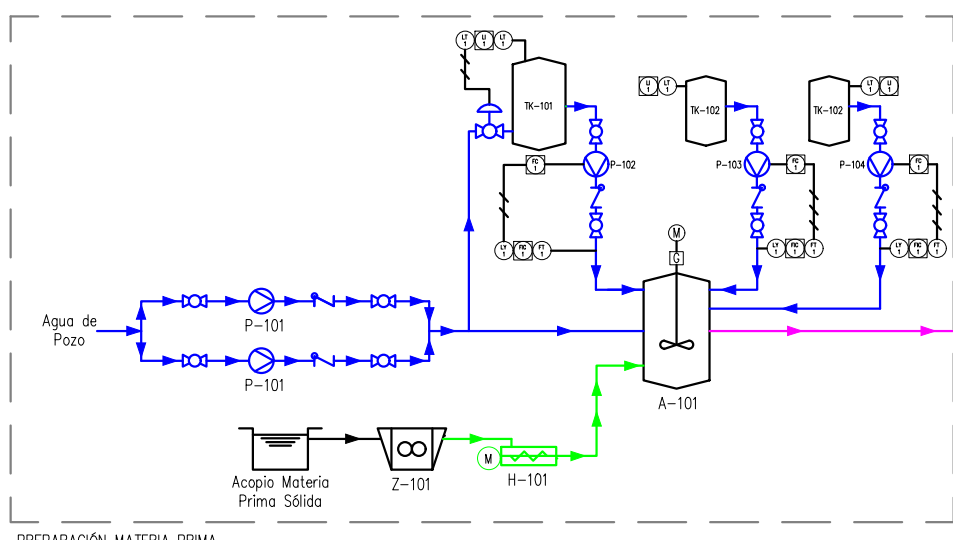 LT
1
LI
1
LT
1
TK-101
LI
1
LT
1
TK-102
TK-102
LT
1
LI
1
FC
1
P-102
P-103
FC
1
P-104
FC
1
LY
1
FIC
1
FT
1
LY
1
FIC
1
FT
1
LY
1
FIC
1
FT
1
M
G
Agua de
Pozo
P-101
P-101
A-101
Acopio Materia
Prima Sólida
Z-101
M
H-101
PREPARACIÓN MATERIA PRIMA